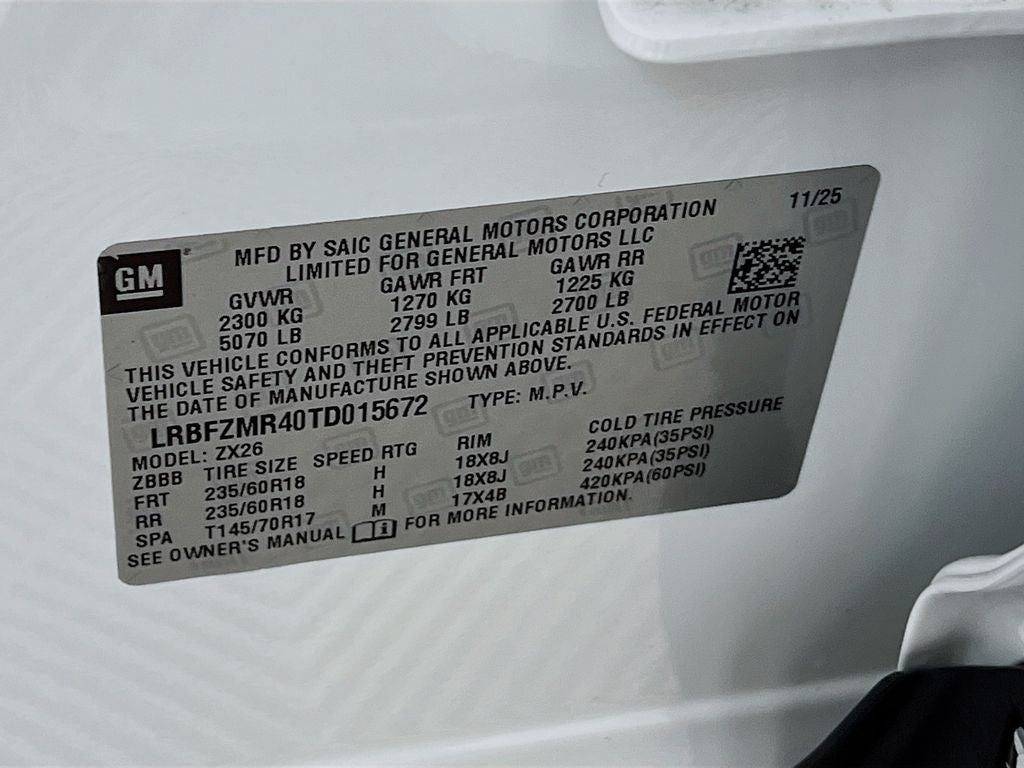 GM
MFD BY SAIC GENERAL MOTORS CORPORATION 11/25
LIMITED FOR GENERAL MOTORS LLC
GVWR GAWR FRT GAWR RR
2300 KG 1270 KG 1225 KG
5070 LB 2799 LB 2700 LB
THIS VEHICLE CONFORMS TO ALL APPLICABLE U.S. FEDERAL MOTOR
VEHICLE SAFETY AND THEFT PREVENTION STANDARDS IN EFFECT ON
THE DATE OF MANUFACTURE SHOWN ABOVE.
LRBFZMR40TD015672 TYPE: M.P.V.
MODEL: ZX26
ZBBB TIRE SIZE SPEED RTG RIM COLD TIRE PRESSURE
FRT 235/60R18 H 18X8J 240KPA(35PSI)
RR 235/60R18 H 18X8J 240KPA(35PSI)
SPA T145/70R17 M 17X4B 420KPA(60PSI)
SEE OWNER'S MANUAL FOR MORE INFORMATION.